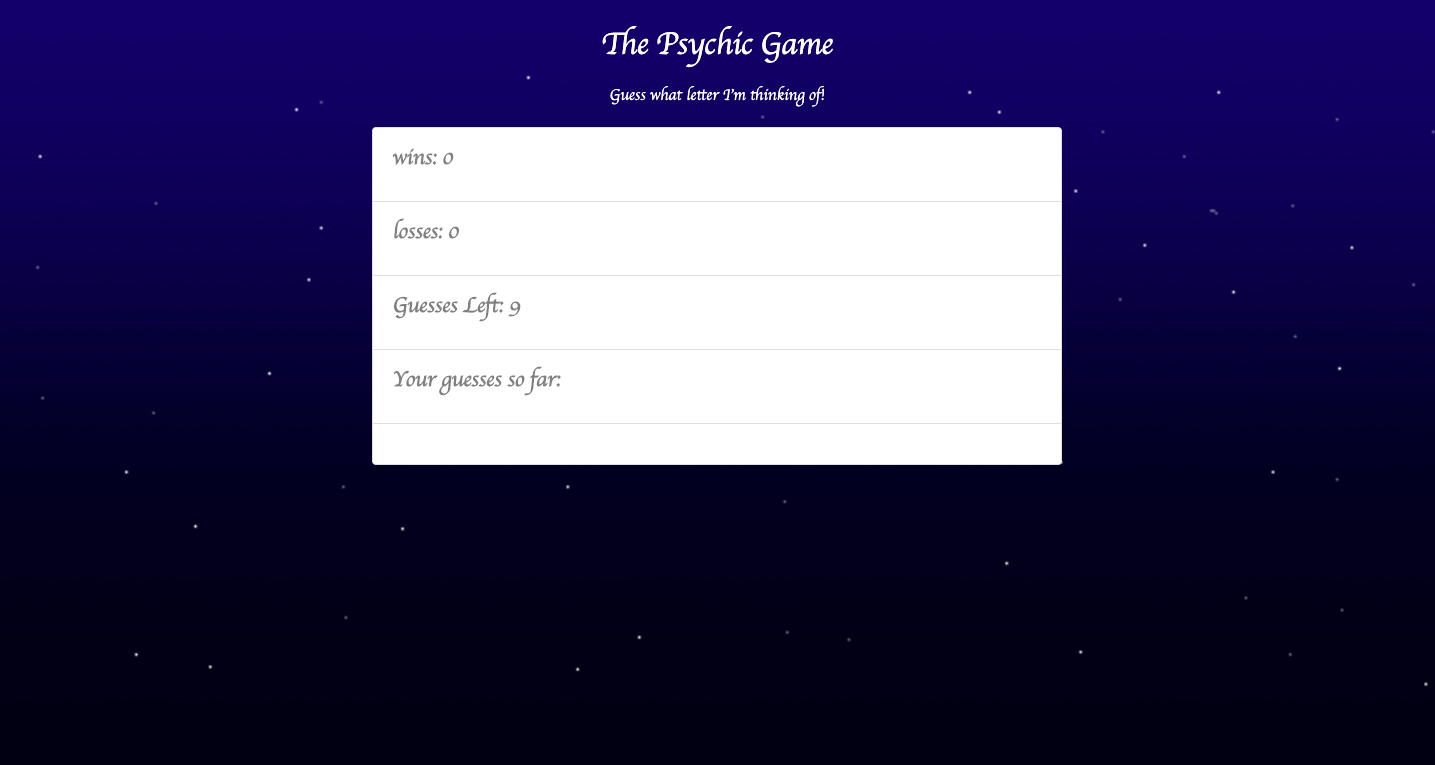 The Psychic Game
Guess what letter I'm thinking of!
wins: 0
losses: 0
Guesses Left: 9
Your guesses so far: